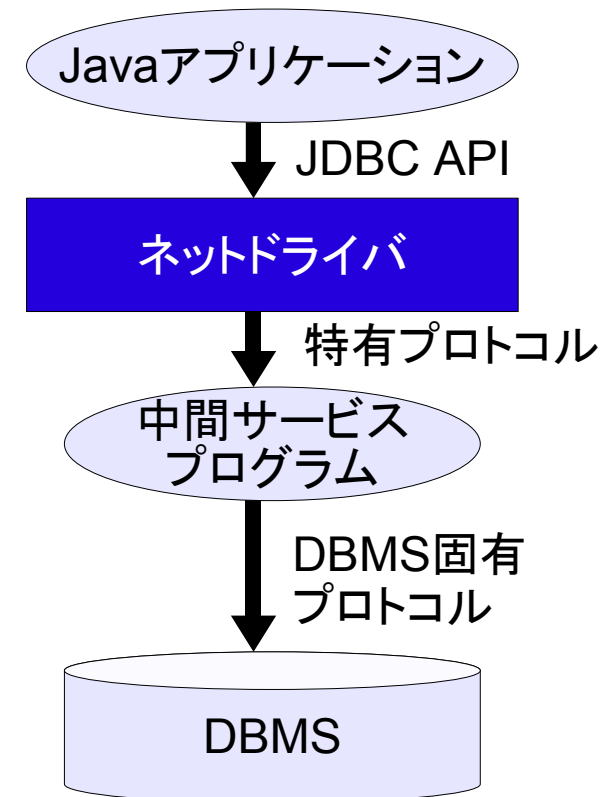 Javaアプリケーション
JDBC API
ネットドライバ
特有プロトコル
中間サービス
プログラム
DBMS固有
プロトコル
DBMS